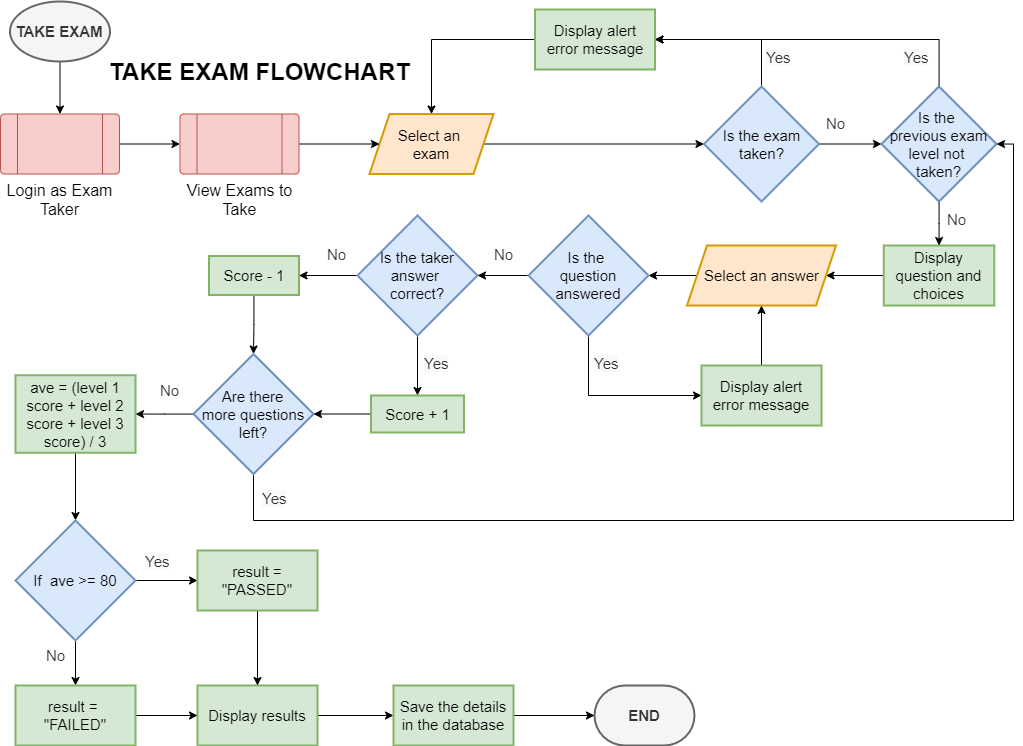 TAKE EXAM
TAKE EXAM FLOWCHART
Display alert
error message
Yes
Yes
Select an
exam
Is the exam
taken?
No
Is the
previous exam
level not
taken?
Login as Exam
Taker
View Exams to
Take
No
Score - 1
No
Is the taker
answer
correct?
No
Is the
question
answered
Select an answer
Display
question and
choices
Yes
Yes
Display alert
error message
ave = (level 1
score + level 2
score + level 3
score) / 3
No
Are there
more questions
left?
Score + 1
Yes
If  ave >= 80
Yes
result =
"PASSED"
No
result =
"FAILED"
Display results
Save the details
in the database
END